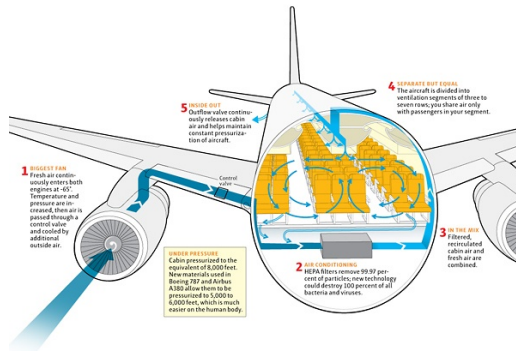 1 BIGGEST FAN
Fresh air contin-
uously enters both
engines at -65°.
Temperature and
pressure are in-
creased, then air is
passed through a
control valve
and cooled by
additional
outside air.
Control
valve
5 INSIDE OUT
Outflow valve continu-
ously releases cabin
air and helps maintain
constant pressuriza-
tion of aircraft.
4 SEPARATE BUT EQUAL
The aircraft is divided into
ventilation segments of three to
seven rows; you share air only
with passengers in your segment.
UNDER PRESSURE
Cabin pressurized to the
equivalent of 8,000 feet.
New materials used in
Boeing 787 and Airbus
A380 allow them to be
pressurized to 5,000 to
6,000 feet, which is much
easier on the human body.
2 AIR CONDITIONING
HEPA filters remove 99.97 per
cent of particles; new technology
could destroy 100 percent of all
bacteria and viruses.
3 IN THE MIX
Filtered,
recirculated
cabin air and
fresh air are
combined.